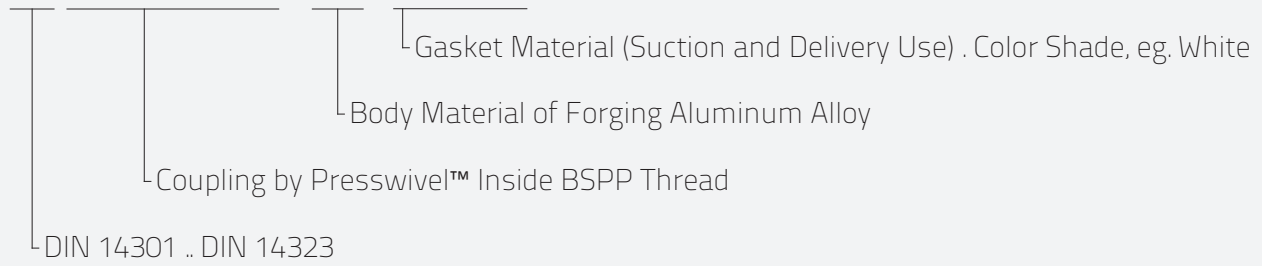 Gasket Material (Suction and Delivery Use) . Color Shade, eg. White
Body Material of Forging Aluminum Alloy
Coupling by Presswivel™ Inside BSPP Thread
DIN 14301 .. DIN 14323